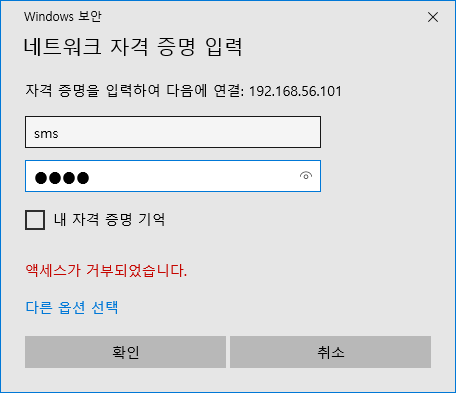 Windows 보안
네트워크 자격 증명 입력
자격 증명을 입력하여 다음에 연결: 192.168.56.101
sms
●●●●
내 자격 증명 기억
액세스가 거부되었습니다.
다른 옵션 선택
확인
취소